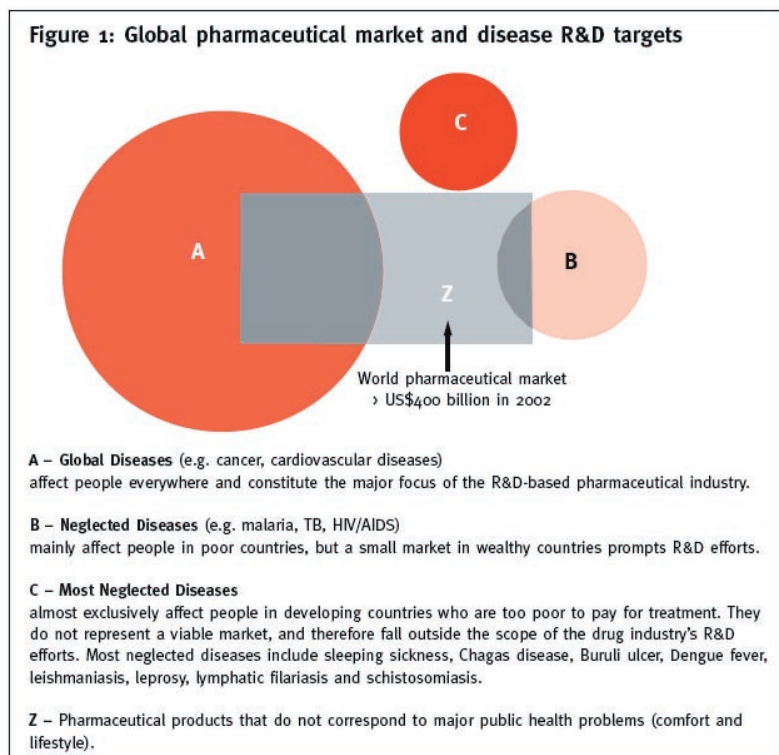 Figure 1: Global pharmaceutical market and disease R&D targets
C
A
B
Z
World pharmaceutical market
> US$400 billion in 2002
A – Global Diseases (e.g. cancer, cardiovascular diseases)
affect people everywhere and constitute the major focus of the R&D-based pharmaceutical industry.
B – Neglected Diseases (e.g. malaria, TB, HIV/AIDS)
mainly affect people in poor countries, but a small market in wealthy countries prompts R&D efforts.
C – Most Neglected Diseases
almost exclusively affect people in developing countries who are too poor to pay for treatment. They
do not represent a viable market, and therefore fall outside the scope of the drug industry's R&D
efforts. Most neglected diseases include sleeping sickness, Chagas disease, Buruli ulcer, Dengue fever,
leishmaniasis, leprosy, lymphatic filariasis and schistosomiasis.
Z – Pharmaceutical products that do not correspond to major public health problems (comfort and
lifestyle).